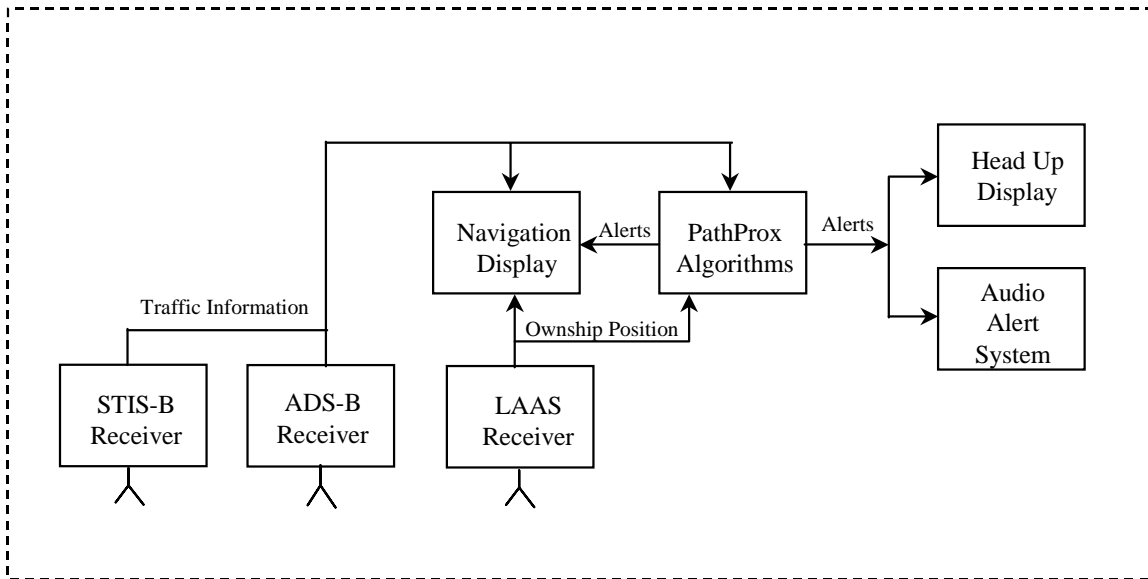 Head Up
Display
Navigation
Display
Alerts
PathProx
Algorithms
Alerts
Audio
Alert
System
Traffic Information
Ownship Position
STIS-B
Receiver
ADS-B
Receiver
LAAS
Receiver